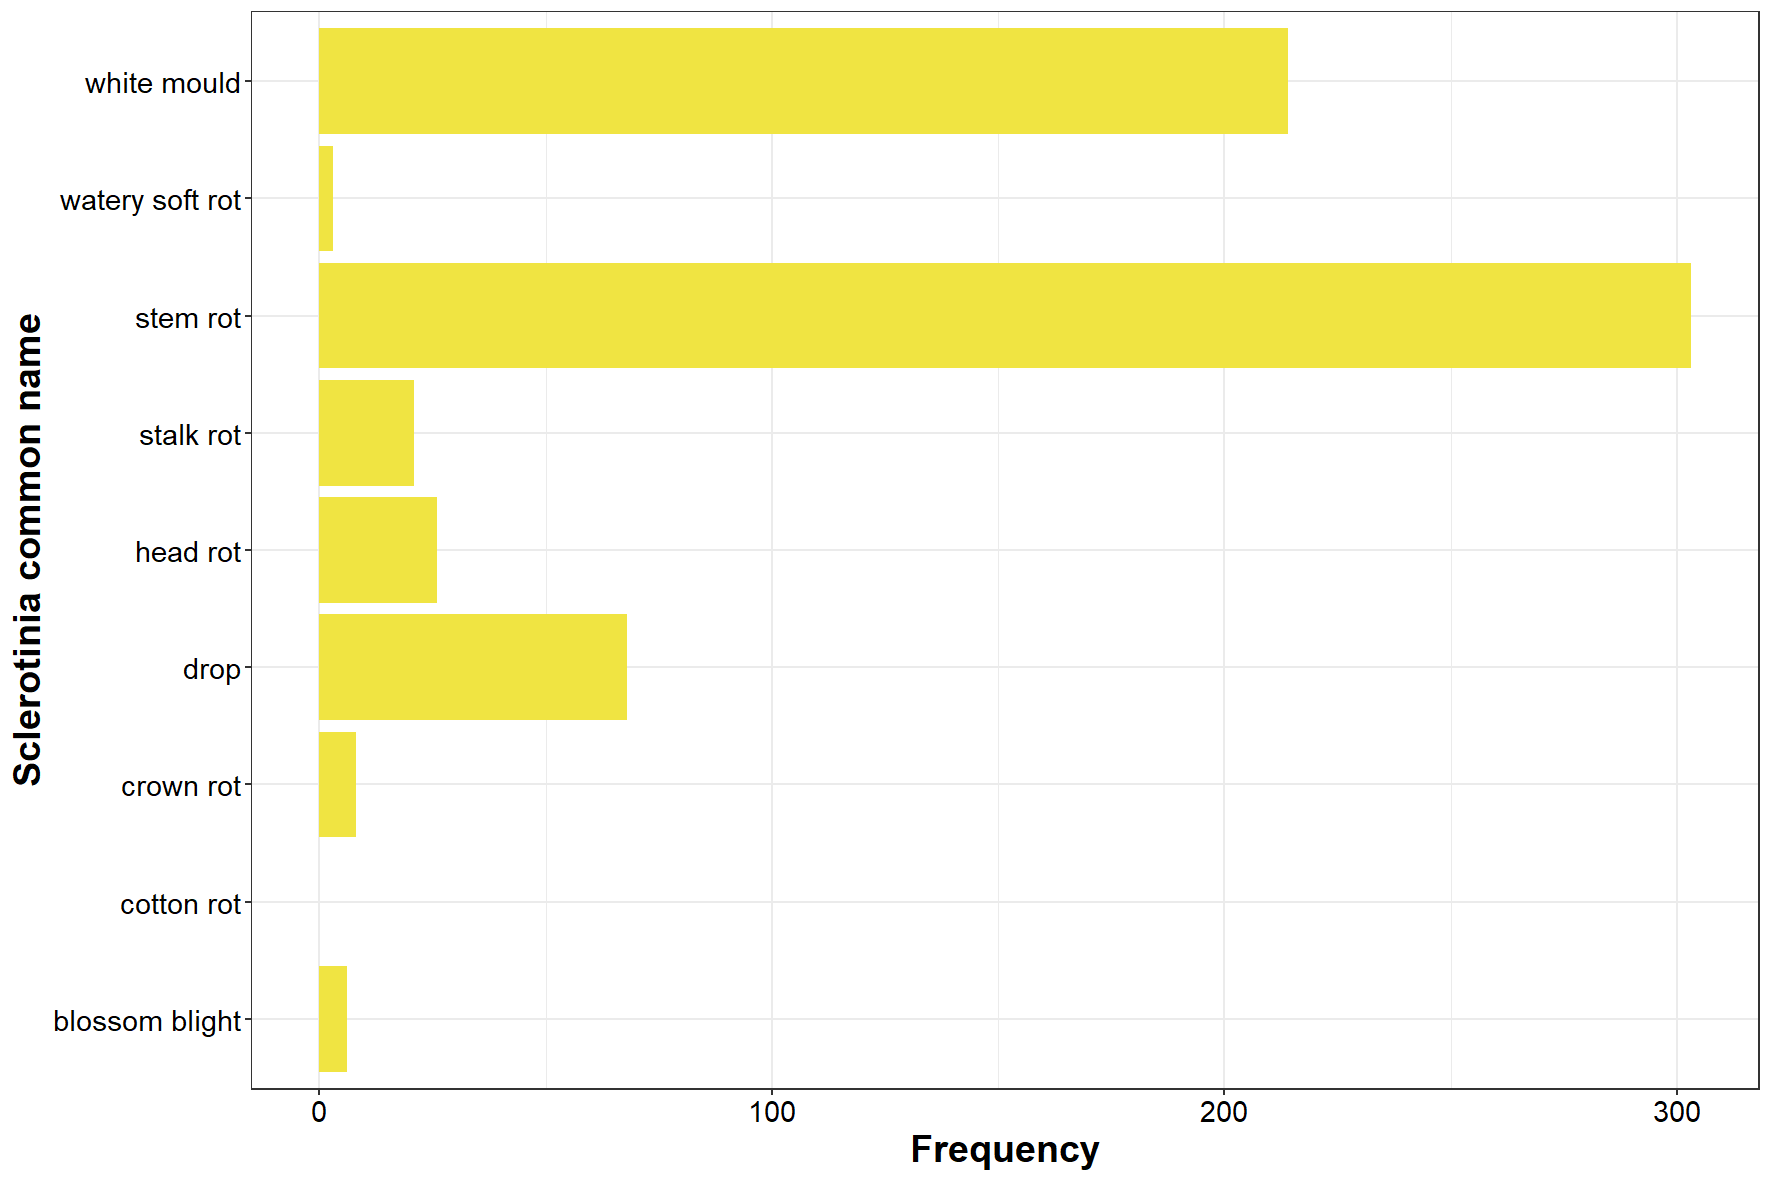 Sclerotinia common name
white mould
watery soft rot
stem rot
stalk rot
head rot
drop
crown rot
cotton rot
blossom blight
0 100 200 300
Frequency